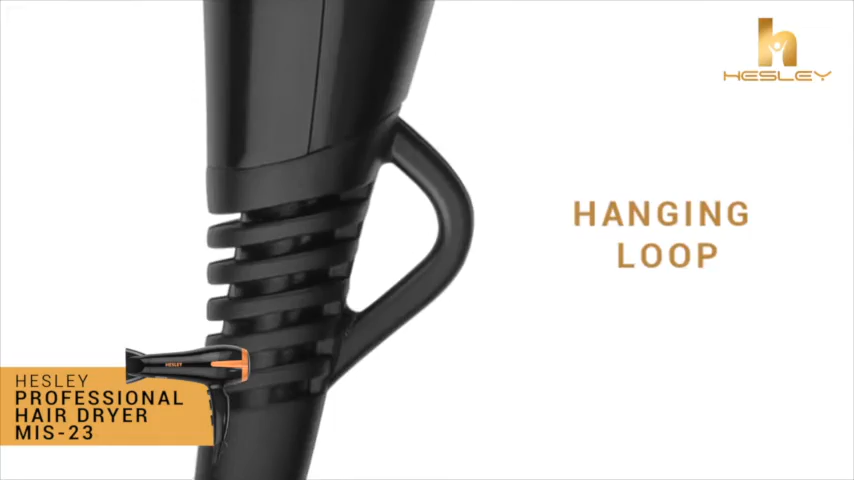 HESLEY
HANGING
LOOP
HESLEY
HESLEY
PROFESSIONAL
HAIR DRYER
MIS-23